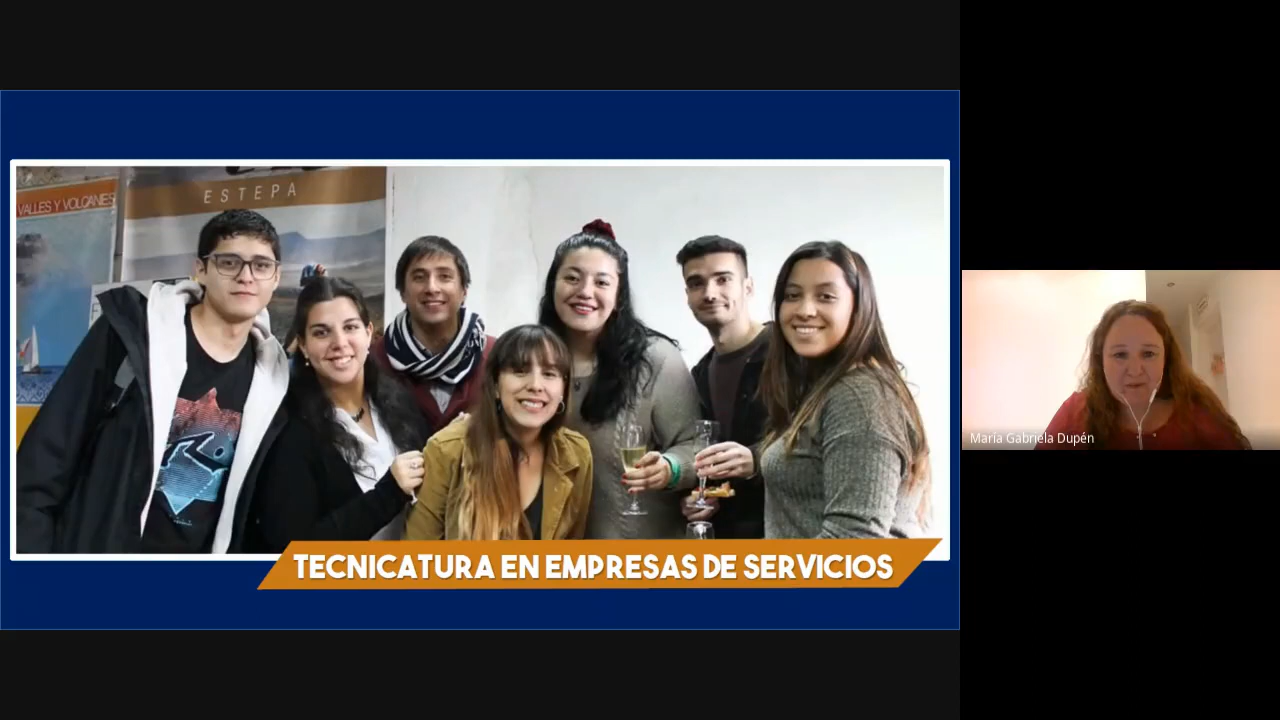 ESTEPA
VALLES Y VOLCANES
TECNICATURA EN EMPRESAS DE SERVICIOS
María Gabriela Dupén